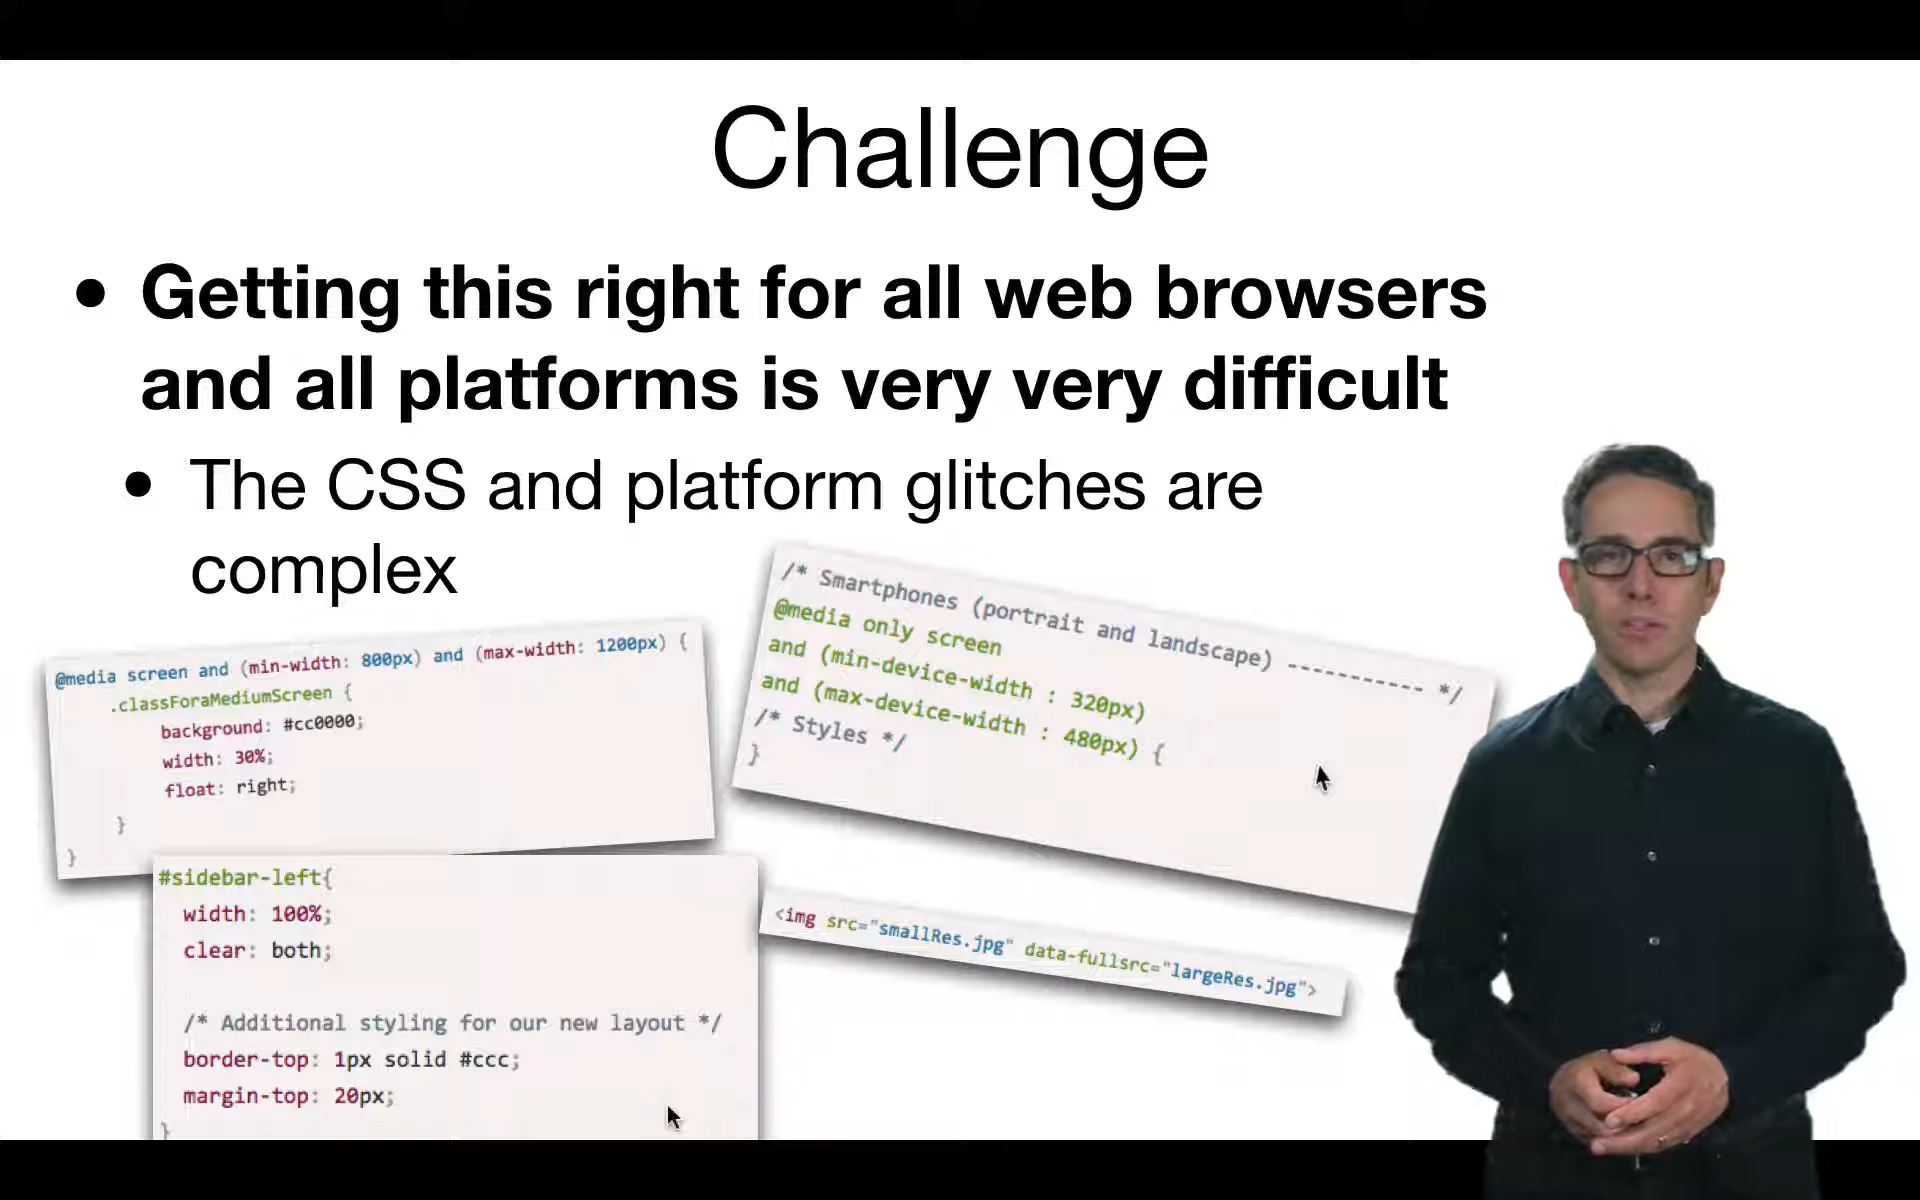 Challenge
• Getting this right for all web browsers
and all platforms is very very difficult
• The CSS and platform glitches are
complex
@media screen and (min-width: 800px) and (max-width: 1200px) {
.classForaMediumScreen {
background: #cc0000;
width: 30%;
float: right;
}
}
/* Smartphones (portrait and landscape) ----------- */
@media only screen
and (min-device-width : 320px)
and (max-device-width : 480px) {
/* Styles */
}
#sidebar-left{
width: 100%;
clear: both;
/* Additional styling for our new layout */
border-top: 1px solid #ccc;
margin-top: 20px;
}
<img src="smallRes.jpg" data-fullsrc="largeRes.jpg">